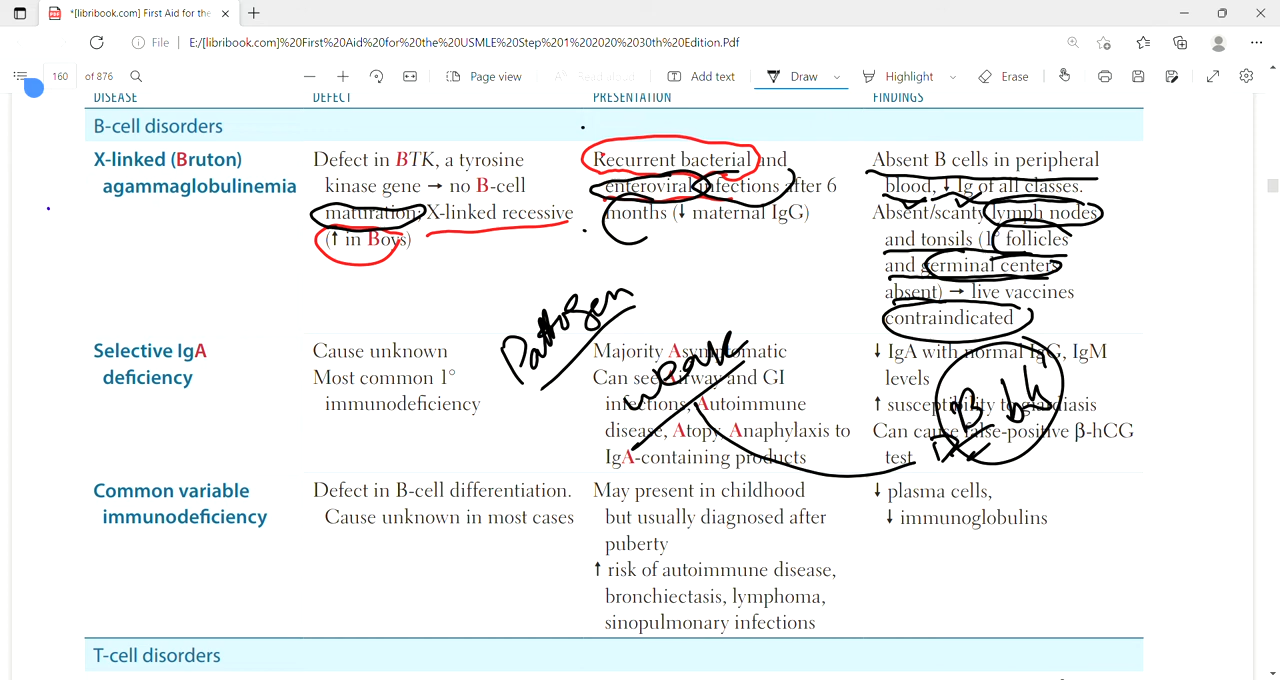 *[libribook.com] First Aid for the
File
E:/[libribook.com]%20First%20Aid%20for%20the%20USMLE%20Step%201%202020%2030th%20Edition.Pdf
160 of 876
Page view
Read aloud
Add text
Draw
Highlight
Erase
DISEASE DEFECT PRESENTATION FINDINGS
B-cell disorders
X-linked (Bruton)
agammaglobulinemia
Defect in BTK, a tyrosine
kinase gene → no B-cell
maturation; X-linked recessive
(↑ in Boys)
Recurrent bacterial and
enteroviral infections after 6
months (↓ maternal IgG)
Absent B cells in peripheral
blood, ↓ Ig of all classes.
Absent/scanty lymph nodes
and tonsils (1° follicles
and germinal centers
absent) → live vaccines
contraindicated
Pathogen
weak
B
Selective IgA
deficiency
Cause unknown
Most common 1°
immunodeficiency
Majority Asymptomatic
Can see Airway and GI
infections, Autoimmune
disease, Atopy, Anaphylaxis to
IgA-containing products
↓ IgA with normal IgG, IgM
levels
↑ susceptibility to giardiasis
Can cause false-positive β-hCG
test
Common variable
immunodeficiency
Defect in B-cell differentiation.
Cause unknown in most cases
May present in childhood
but usually diagnosed after
puberty
↑ risk of autoimmune disease,
bronchiectasis, lymphoma,
sinopulmonary infections
↓ plasma cells,
↓ immunoglobulins
T-cell disorders